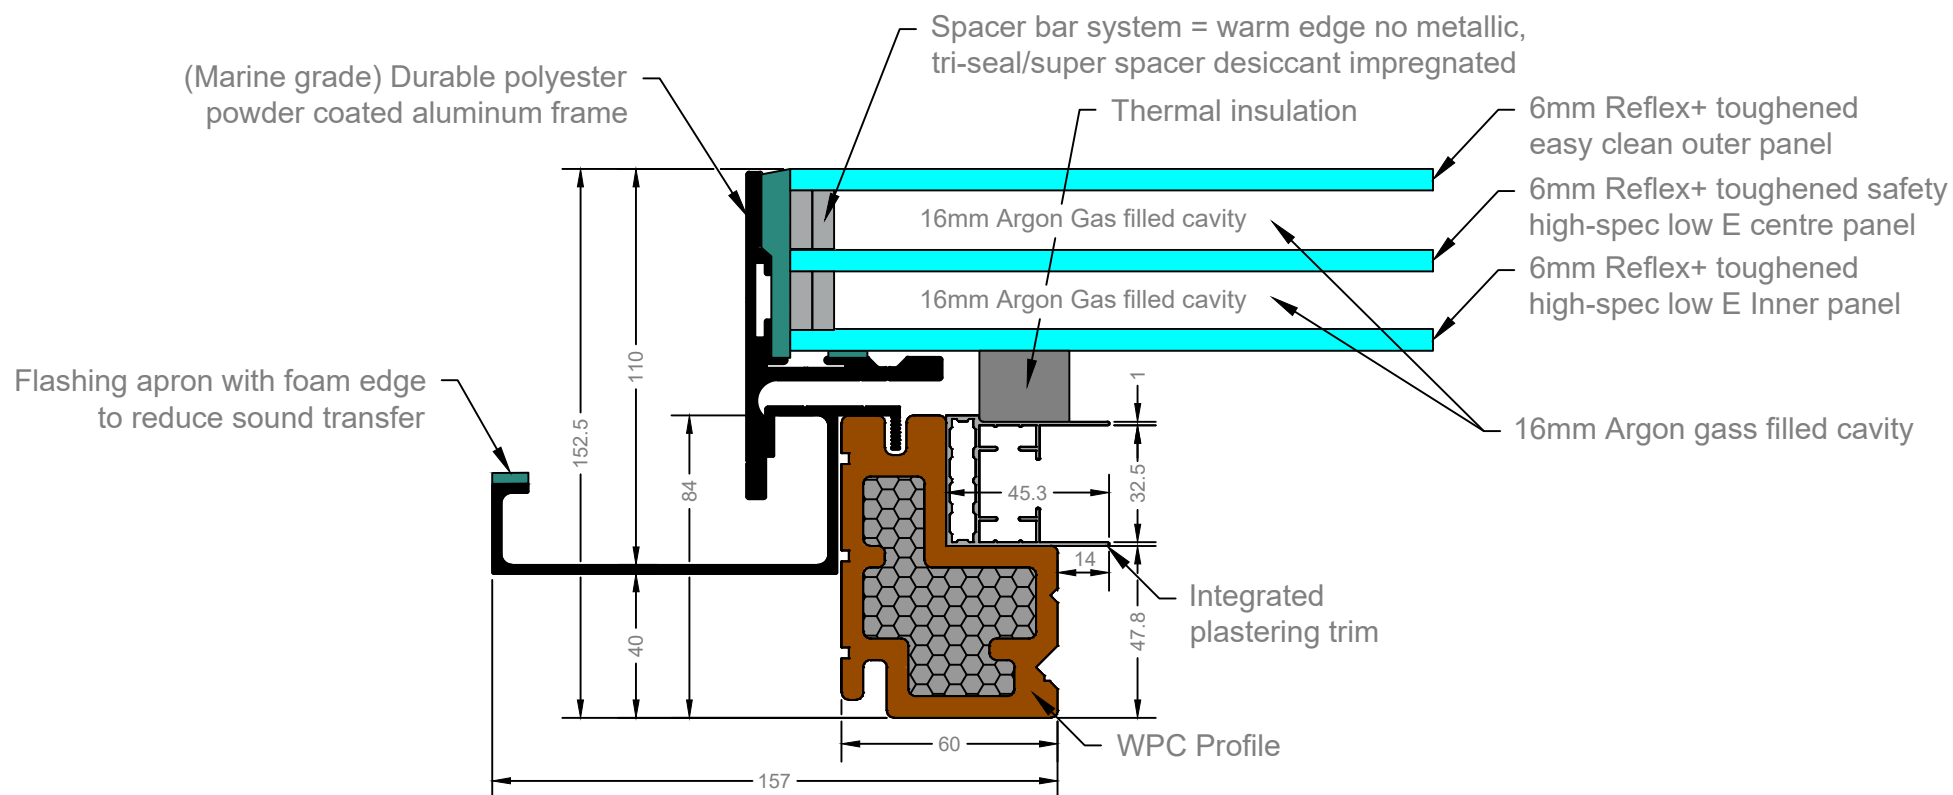 Spacer bar system = warm edge no metallic,
tri-seal/super spacer desiccant impregnated
(Marine grade) Durable polyester
powder coated aluminum frame
Thermal insulation
6mm Reflex+ toughened
easy clean outer panel
6mm Reflex+ toughened safety
high-spec low E centre panel
6mm Reflex+ toughened
high-spec low E Inner panel
16mm Argon Gas filled cavity
16mm Argon Gas filled cavity
Flashing apron with foam edge
to reduce sound transfer
16mm Argon gass filled cavity
110
152.5
84
40
1
32.5
45.3
14
47.8
Integrated
plastering trim
WPC Profile
60
157